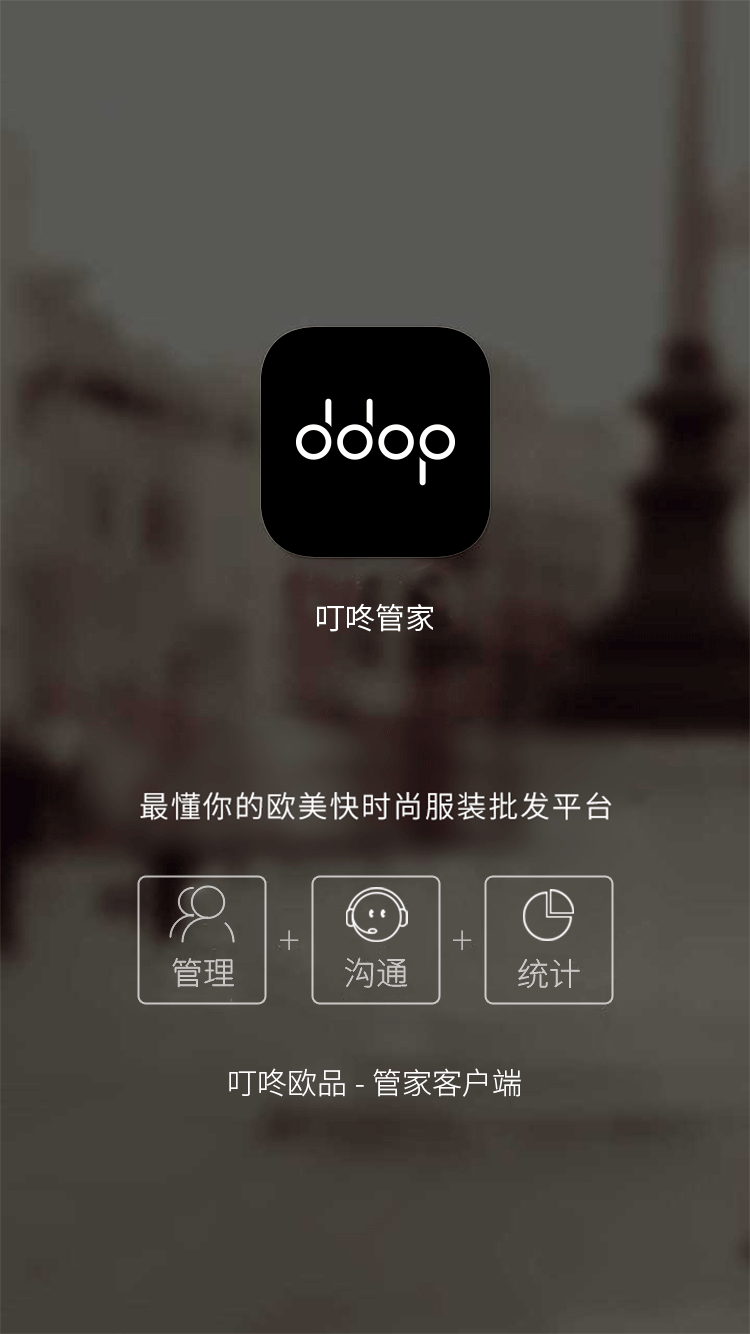 ddop
叮咚管家
最懂你的欧美快时尚服装批发平台
管理 + 沟通 + 统计
叮咚欧品 - 管家客户端